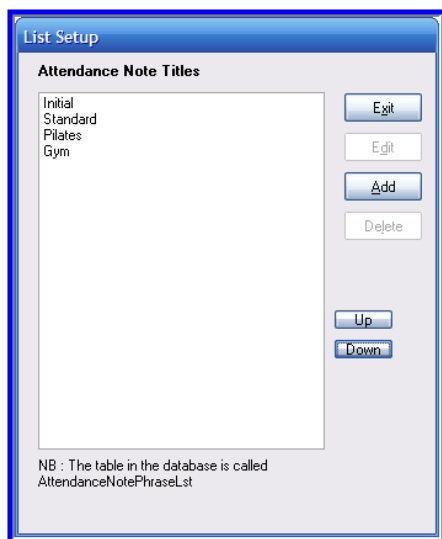 List Setup
Attendance Note Titles
Initial
Standard
Pilates
Gym
Exit
Edit
Add
Delete
Up
Down
NB : The table in the database is called
AttendanceNotePhraseLst